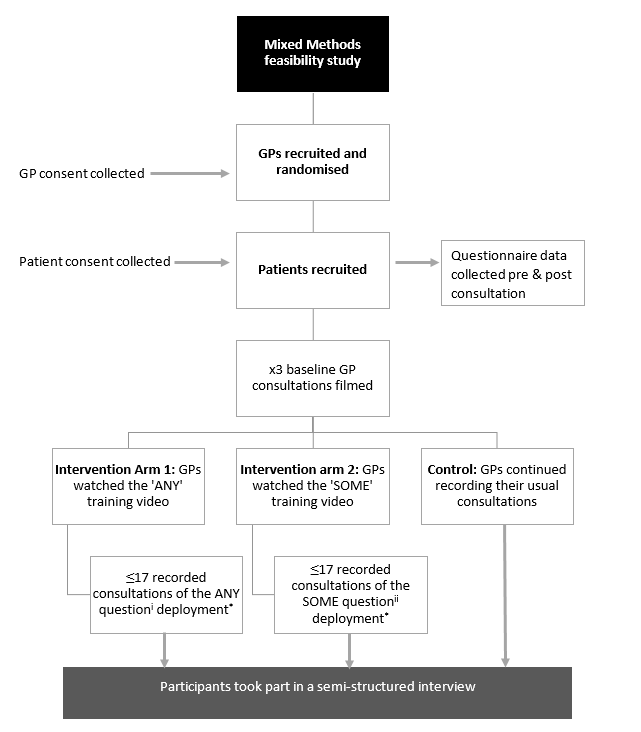 Mixed Methods
feasibility study
GPs recruited and
randomised
GP consent collected
Patient consent collected
Patients recruited
Questionnaire data
collected pre & post
consultation
x3 baseline GP
consultations filmed
Intervention Arm 1: GPs
watched the 'ANY'
training video
Intervention arm 2: GPs
watched the 'SOME'
training video
Control: GPs continued
recording their usual
consultations
≤17 recorded
consultations of the ANY
questionⁱ deployment*
≤17 recorded
consultations of the
SOME questionⁱⁱ
deployment*
Participants took part in a semi-structured interview